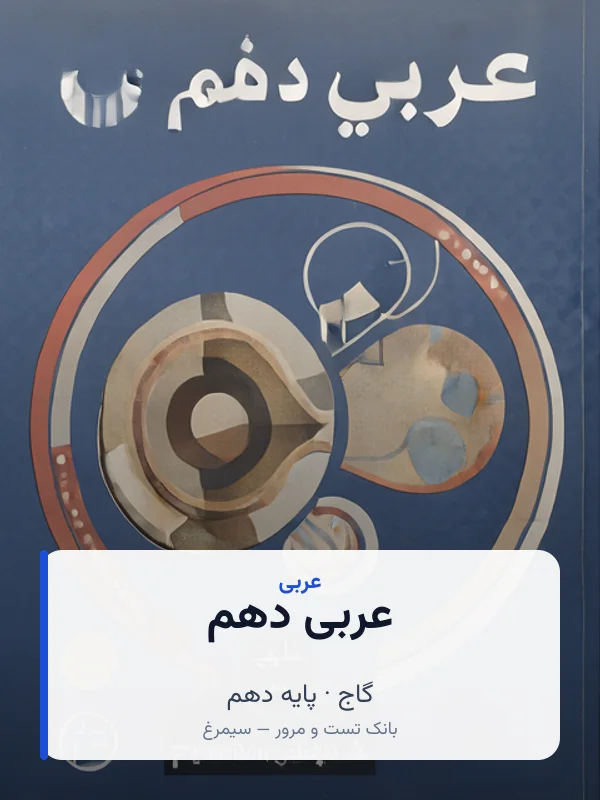 عربي دهم
عربی
عربی دهم
گاج · پایه دهم
بانک تست و مرور — سیمرغ